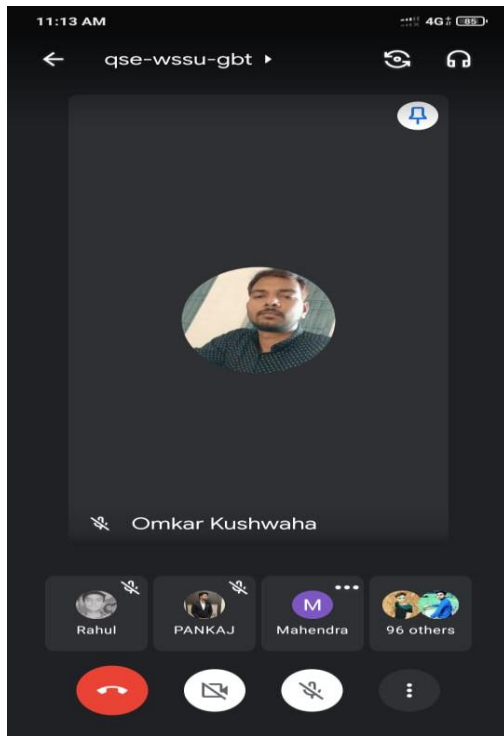 11:13 AM
4G 85
qse-wssu-gbt
Omkar Kushwaha
M
Rahul PANKAJ Mahendra 96 others